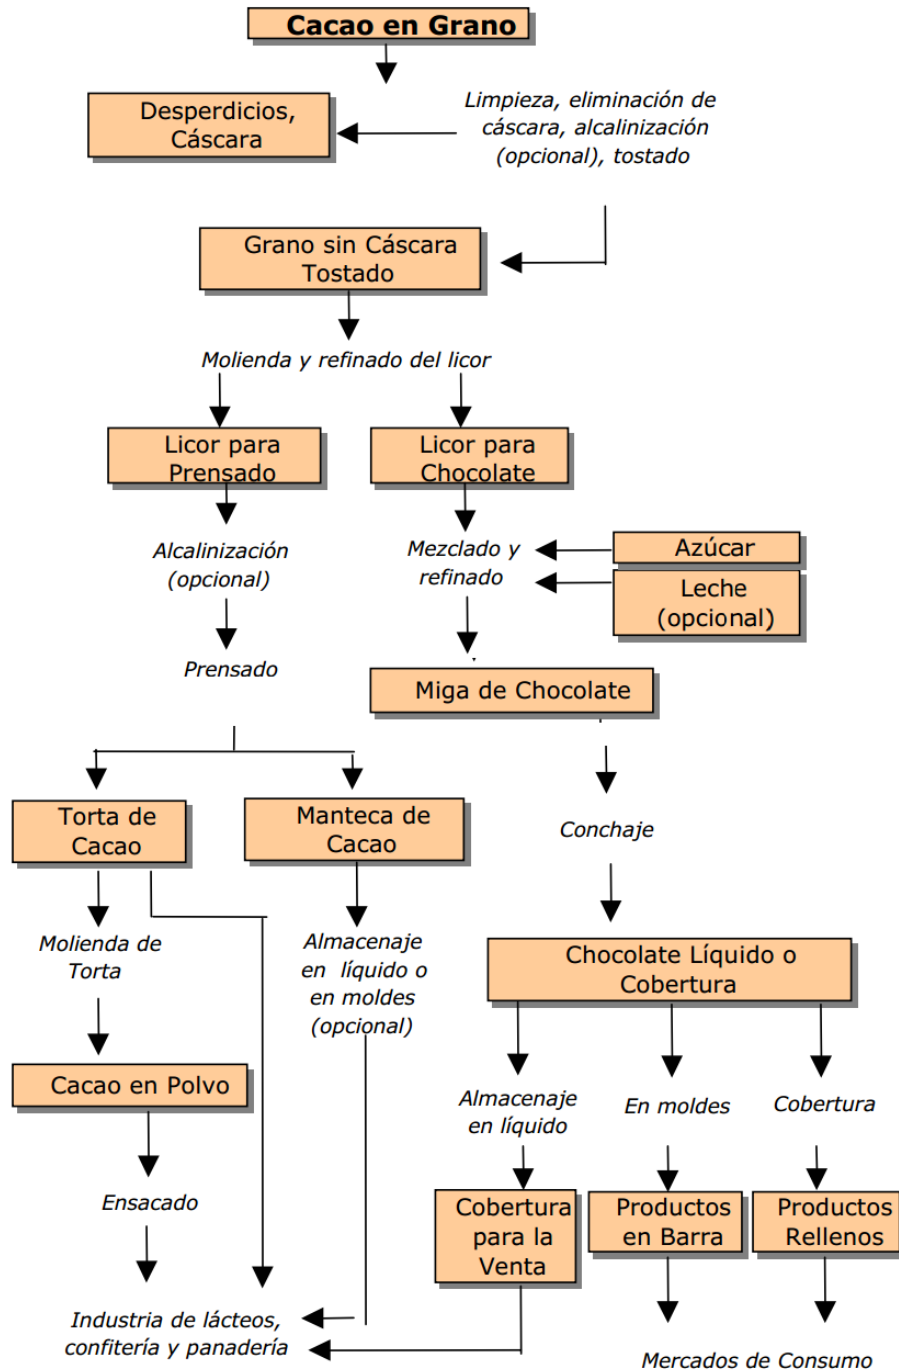 Cacao en Grano
Desperdicios,
Cáscara
Limpieza, eliminación de
cáscara, alcalinización
(opcional), tostado
Grano sin Cáscara
Tostado
Molienda y refinado del licor
Licor para
Prensado
Licor para
Chocolate
Alcalinización
(opcional)
Mezclado y
refinado
Azúcar
Leche
(opcional)
Prensado
Miga de Chocolate
Torta de
Cacao
Manteca de
Cacao
Conchaje
Molienda de
Torta
Almacenaje
en líquido o
en moldes
(opcional)
Chocolate Líquido o
Cobertura
Cacao en Polvo
Almacenaje
en líquido
En moldes
Cobertura
Ensacado
Cobertura
para la
Venta
Productos
en Barra
Productos
Rellenos
Industria de lácteos,
confitería y panadería
Mercados de Consumo